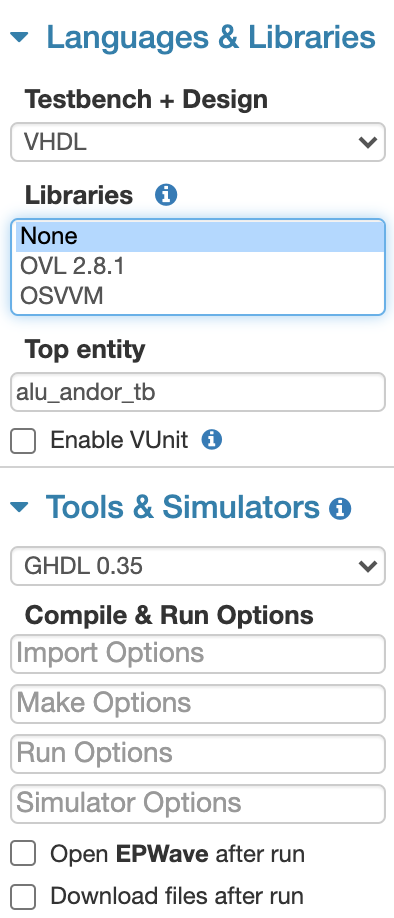 Languages & Libraries
Testbench + Design
VHDL
Libraries
None
OVL 2.8.1
OSVVM
Top entity
alu_andor_tb
Enable VUnit
Tools & Simulators
GHDL 0.35
Compile & Run Options
Import Options
Make Options
Run Options
Simulator Options
Open EPWave after run
Download files after run